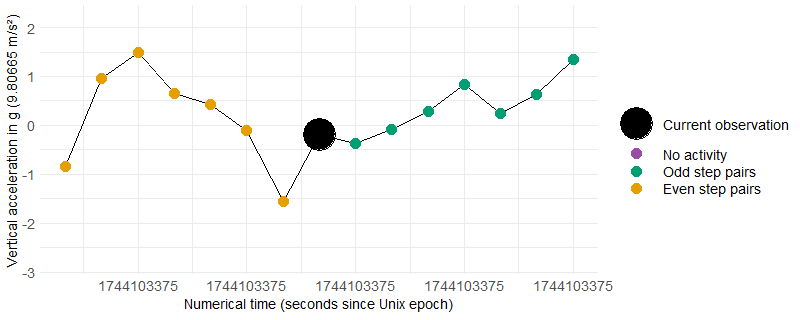 Vertical acceleration in g (9.80665 m/s²)
2
1
0
-1
-2
-3
1744103375 1744103375 1744103375 1744103375 1744103375
Numerical time (seconds since Unix epoch)
Current observation
No activity
Odd step pairs
Even step pairs